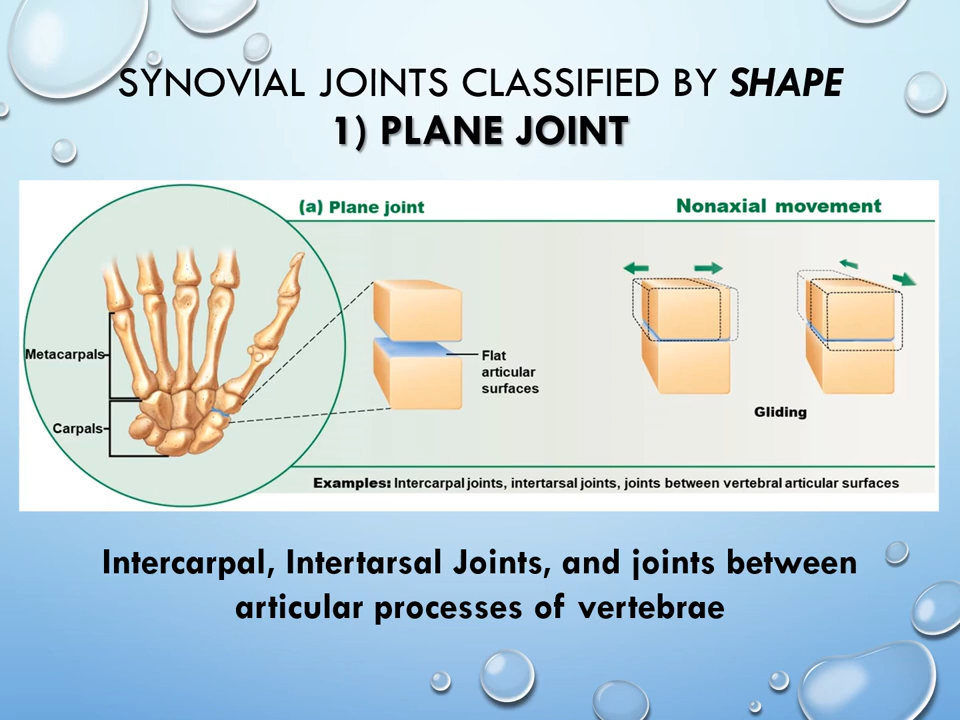 SYNOVIAL JOINTS CLASSIFIED BY SHAPE
1) PLANE JOINT
(a) Plane joint
Nonaxial movement
Metacarpals
Flat
articular
surfaces
Carpals
Gliding
Examples: Intercarpal joints, intertarsal joints, joints between vertebral articular surfaces
Intercarpal, Intertarsal Joints, and joints between
articular processes of vertebrae